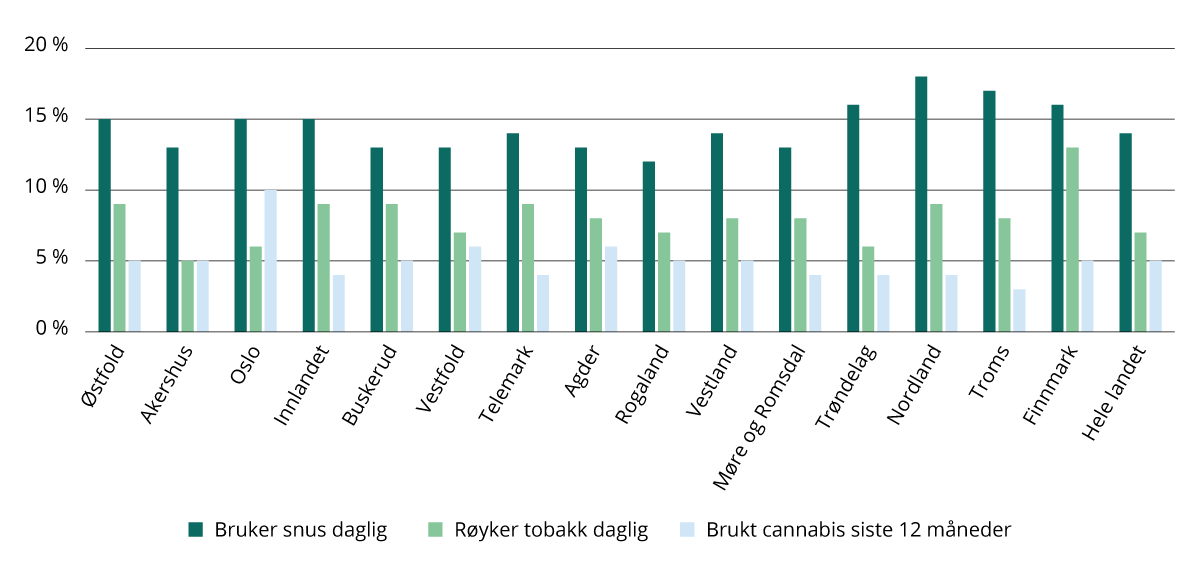 20 %
15 %
10 %
5 %
0 %
Østfold
Akershus
Oslo
Innlandet
Buskerud
Vestfold
Telemark
Agder
Rogaland
Vestland
Møre og Romsdal
Trøndelag
Nordland
Troms
Finnmark
Hele landet
Bruker snus daglig
Røyker tobakk daglig
Brukt cannabis siste 12 måneder